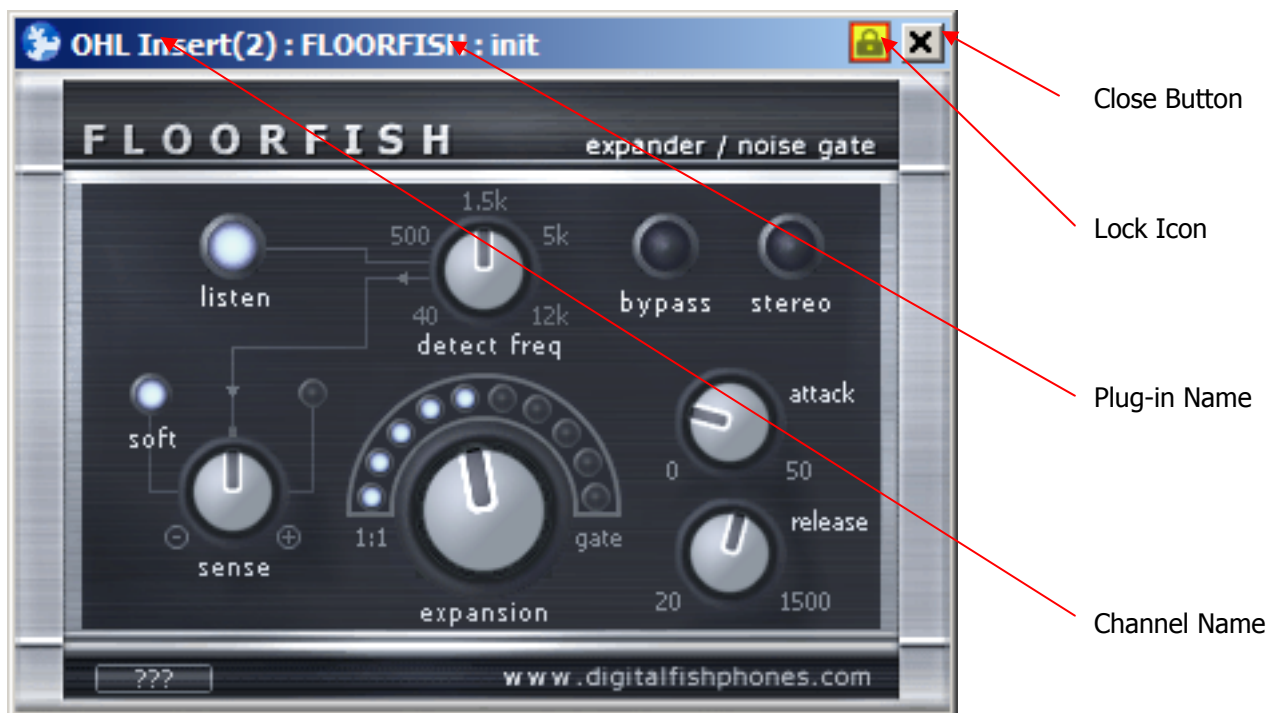 OHL Insert(2) : FLOORFISH : init
Close Button
FLOORFISH
expander / noise gate
1.5k
500
5k
Lock Icon
listen
40
12k
bypass
stereo
detect freq
attack
Plug-in Name
soft
0
50
release
1:1
gate
sense
20
1500
expansion
Channel Name
???
www.digitalfishphones.com